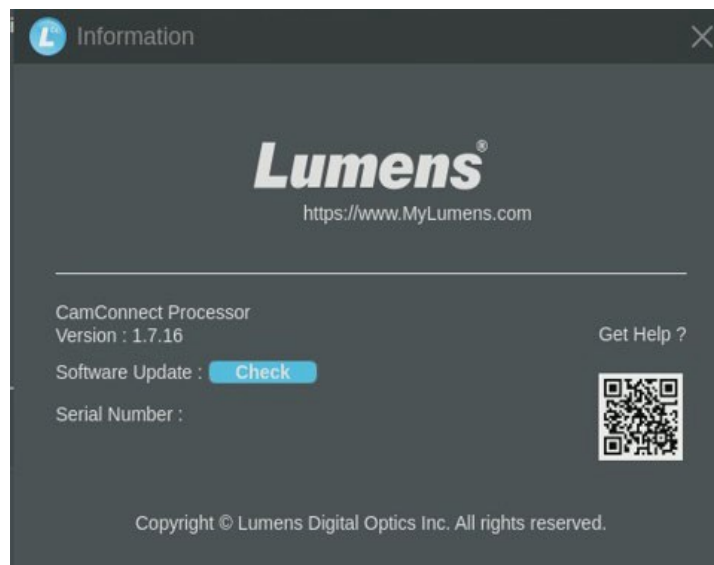 Information
Lumens®
https://www.MyLumens.com
CamConnect Processor
Version : 1.7.16
Get Help ?
Software Update : Check
Serial Number :
Copyright © Lumens Digital Optics Inc. All rights reserved.